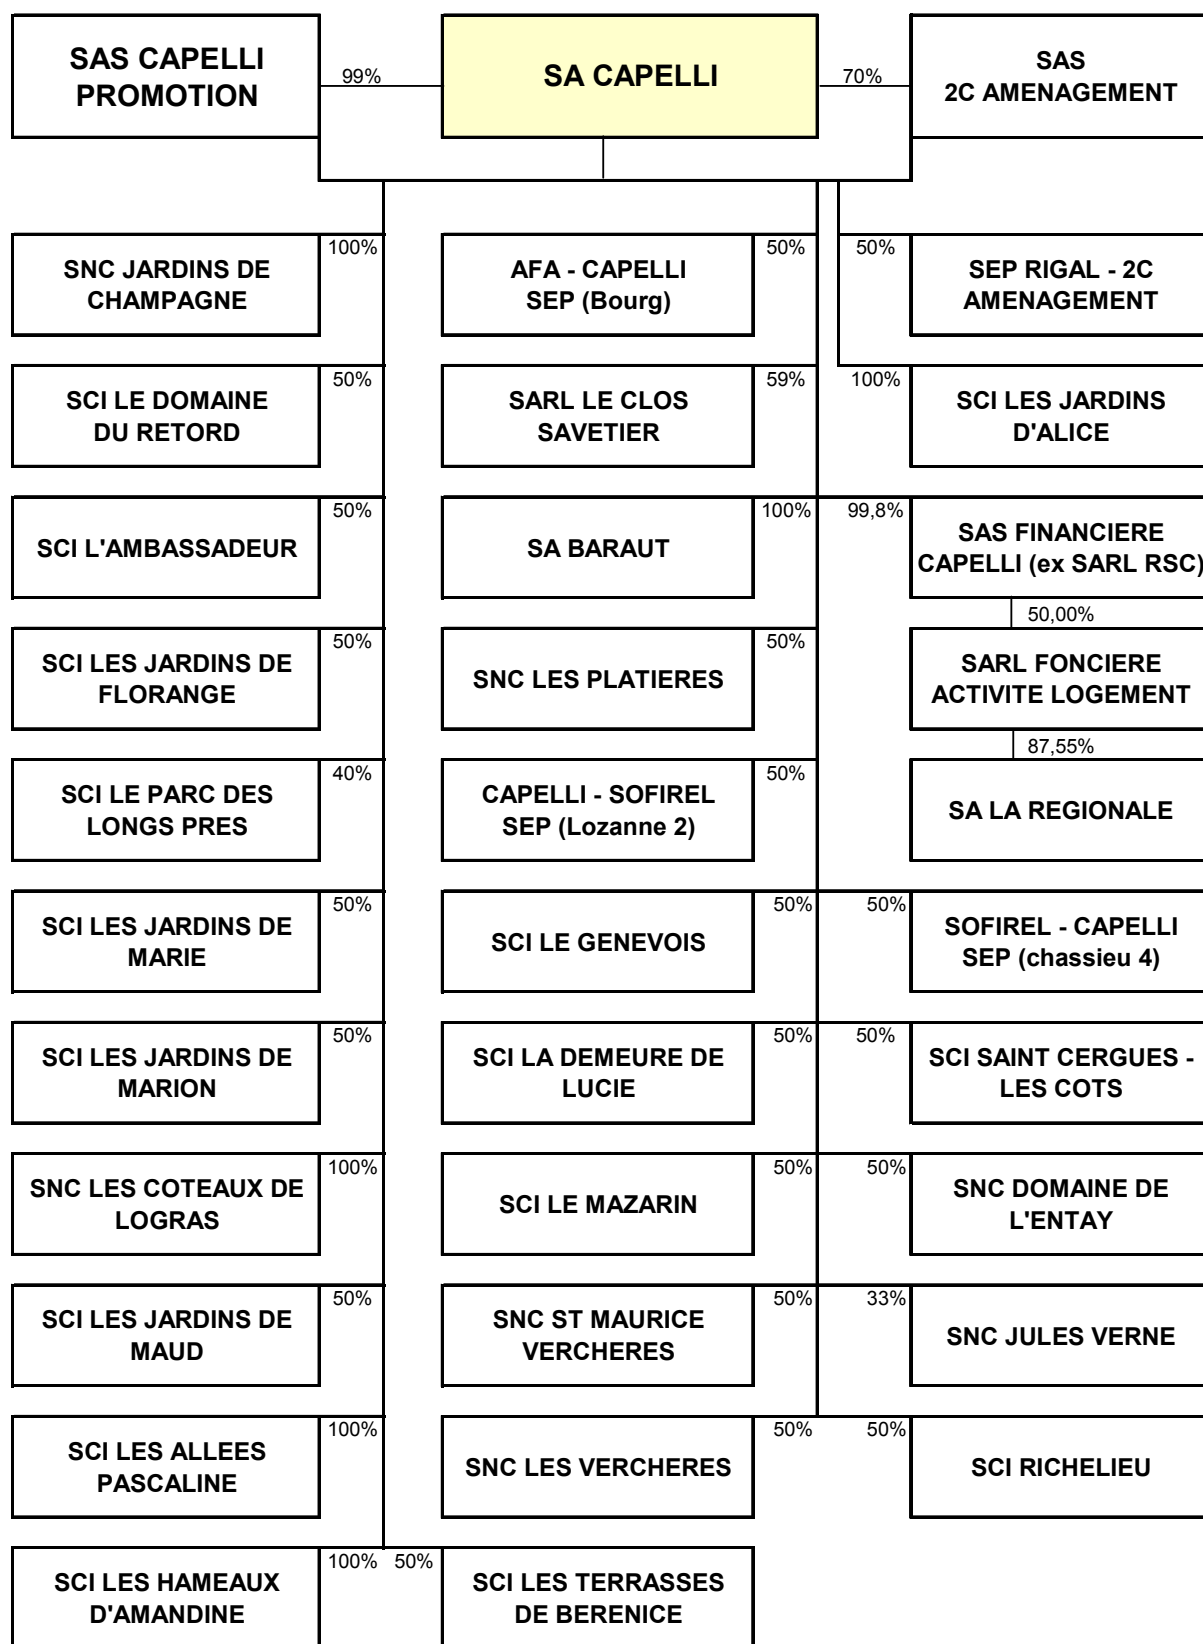 SAS CAPELLI
PROMOTION
99%
SA CAPELLI
70%
SAS
2C AMENAGEMENT
SNC JARDINS DE
CHAMPAGNE
100%
AFA - CAPELLI
SEP (Bourg)
50%
50%
SEP RIGAL - 2C
AMENAGEMENT
SCI LE DOMAINE
DU RETORD
50%
SARL LE CLOS
SAVETIER
59%
100%
SCI LES JARDINS
D'ALICE
SCI L'AMBASSADEUR
50%
SA BARAUT
100%
99,8%
SAS FINANCIERE
CAPELLI (ex SARL RSC)
50,00%
SCI LES JARDINS DE
FLORANGE
50%
SNC LES PLATIERES
50%
SARL FONCIERE
ACTIVITE LOGEMENT
87,55%
SCI LE PARC DES
LONGS PRES
40%
CAPELLI - SOFIREL
SEP (Lozanne 2)
50%
SA LA REGIONALE
SCI LES JARDINS DE
MARIE
50%
SCI LE GENEVOIS
50%
50%
SOFIREL - CAPELLI
SEP (chassieu 4)
SCI LES JARDINS DE
MARION
50%
SCI LA DEMEURE DE
LUCIE
50%
50%
SCI SAINT CERGUES -
LES COTS
SNC LES COTEAUX DE
LOGRAS
100%
SCI LE MAZARIN
50%
50%
SNC DOMAINE DE
L'ENTAY
SCI LES JARDINS DE
MAUD
50%
SNC ST MAURICE
VERCHERES
50%
33%
SNC JULES VERNE
SCI LES ALLEES
PASCALINE
100%
SNC LES VERCHERES
50%
50%
SCI RICHELIEU
SCI LES HAMEAUX
D'AMANDINE
100%
50%
SCI LES TERRASSES
DE BERENICE